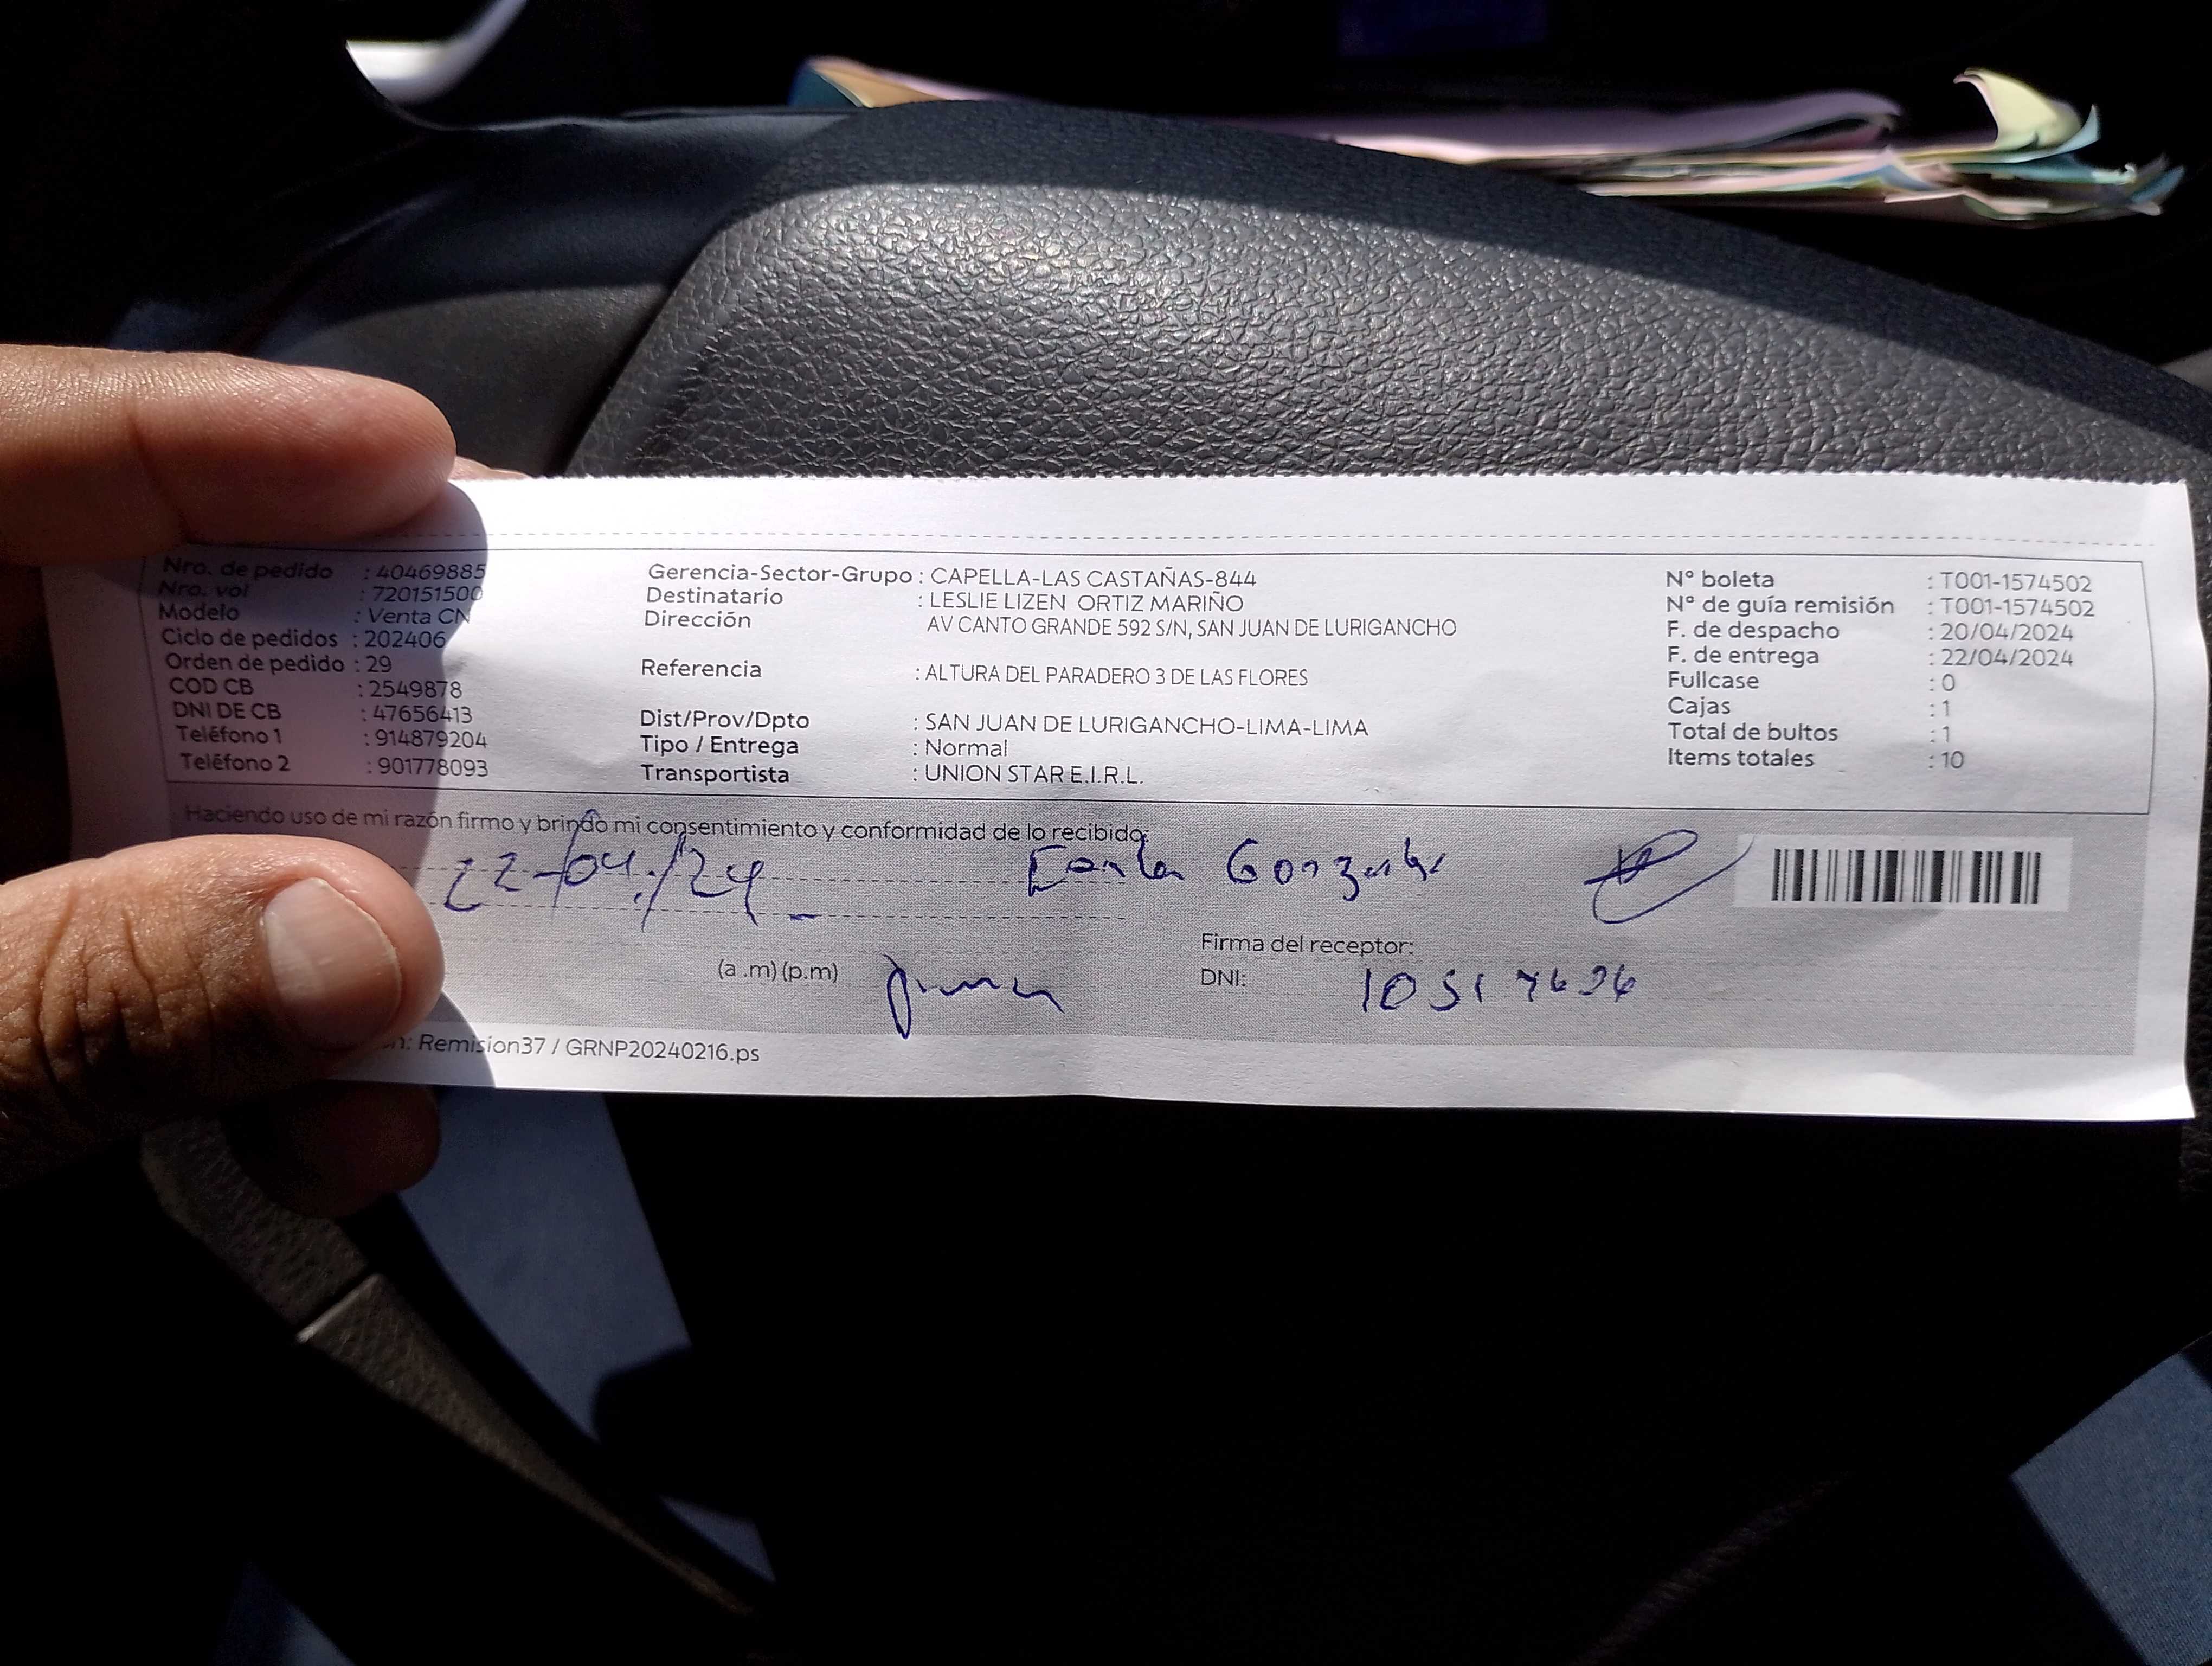 Nro. de pedido : 40469885
Nro. vol : 720151500
Modelo : Venta CN
Ciclo de pedidos : 202406
Orden de pedido : 29
COD CB : 2549878
DNI DE CB : 47656413
Teléfono 1 : 914879204
Teléfono 2 : 901778093
Gerencia-Sector-Grupo : CAPELLA-LAS CASTAÑAS-844
Destinatario : LESLIE LIZEN ORTIZ MARIÑO
Dirección AV CANTO GRANDE 592 S/N, SAN JUAN DE LURIGANCHO
Referencia : ALTURA DEL PARADERO 3 DE LAS FLORES
Dist/Prov/Dpto : SAN JUAN DE LURIGANCHO-LIMA-LIMA
Tipo / Entrega : Normal
Transportista : UNION STAR E.I.R.L.
N° boleta : T001-1574502
N° de guía remisión : T001-1574502
F. de despacho : 20/04/2024
F. de entrega : 22/04/2024
Fullcase : 0
Cajas : 1
Total de bultos : 1
Items totales : 10
Haciendo uso de mi razón firmo y brindo mi consentimiento y conformidad de lo recibido:
22-04/24
(a .m) (p.m)
Firma del receptor:
DNI:
Remision37 / GRNP20240216.ps